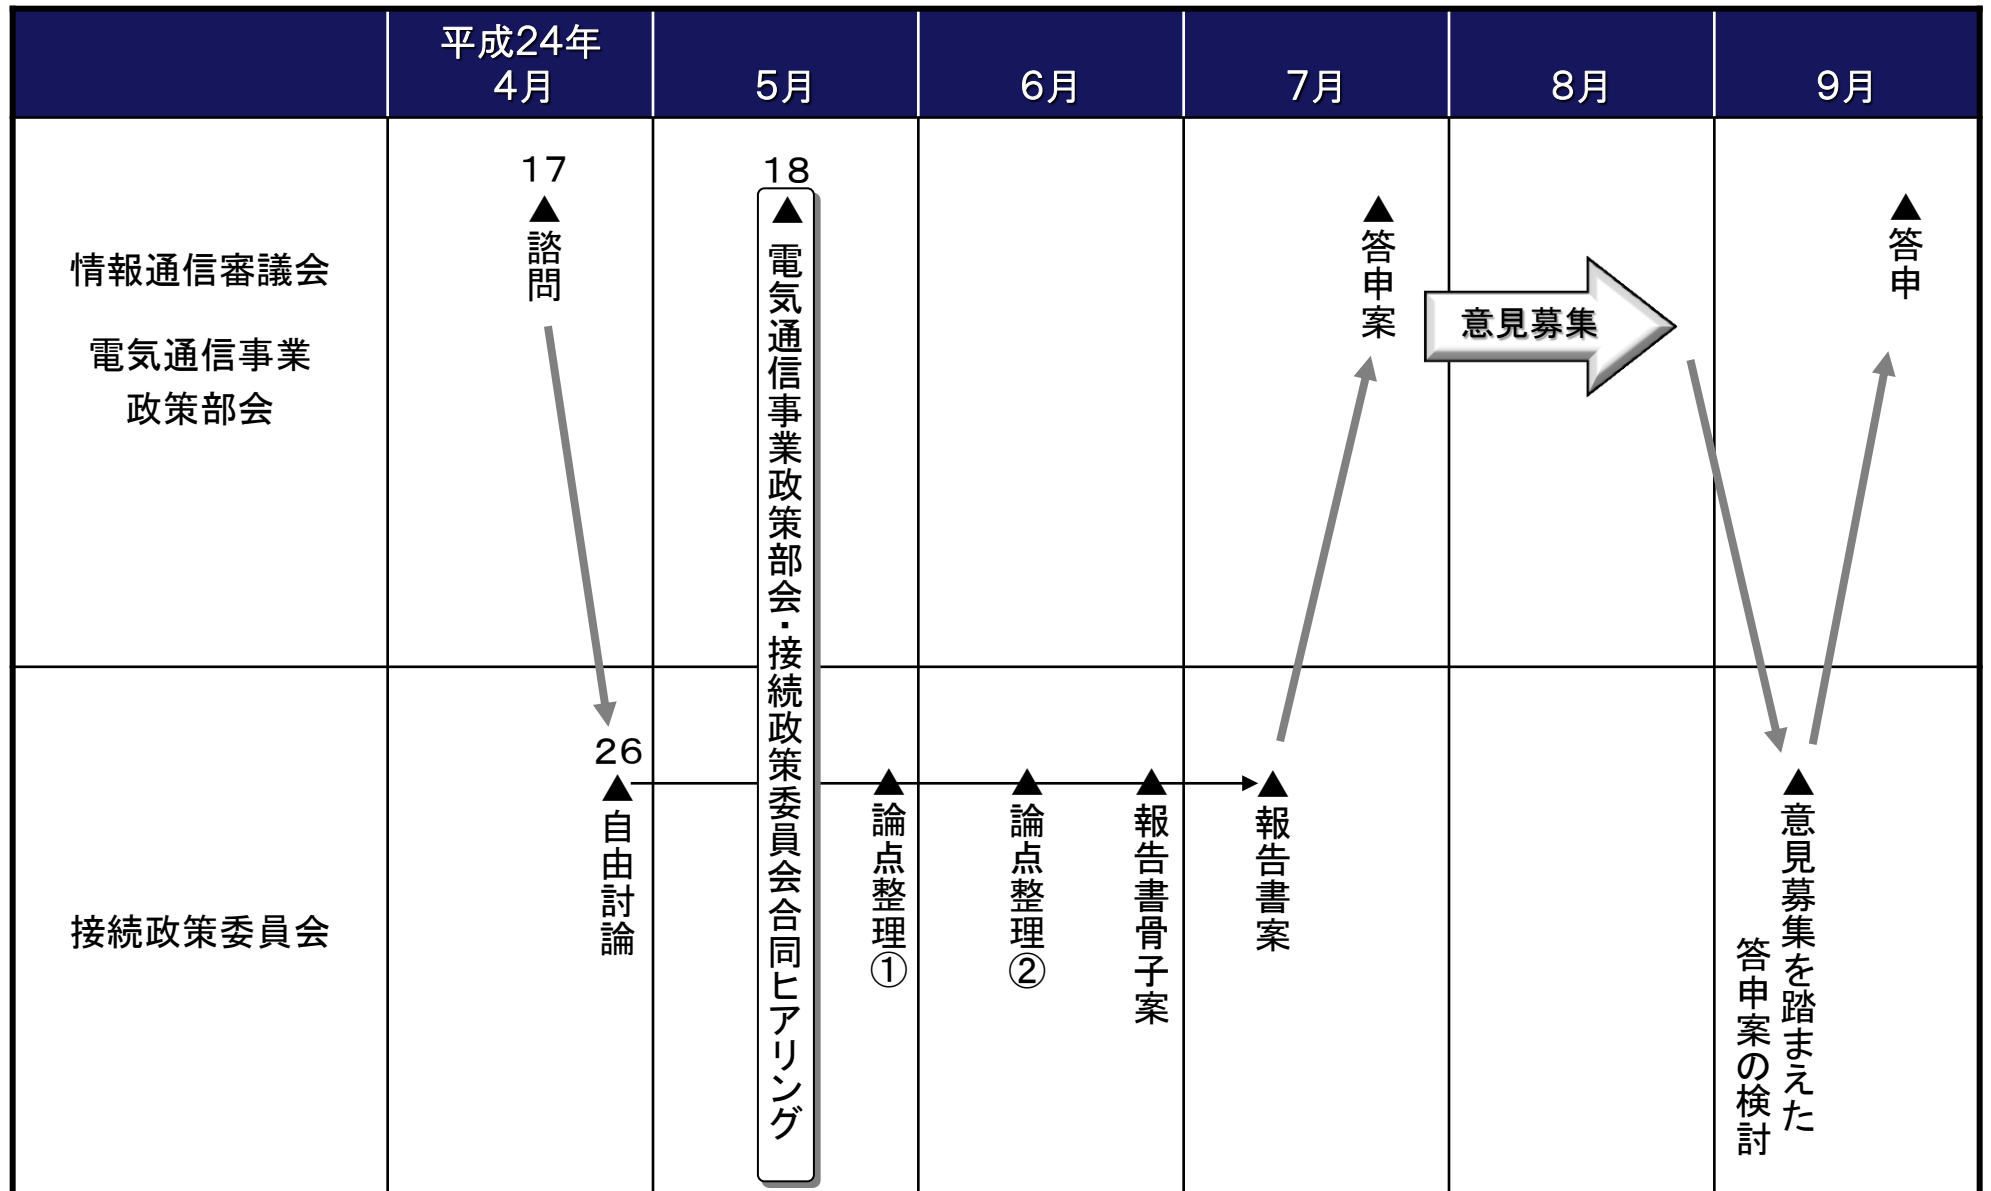 平成24年
4月
5月
6月
7月
8月
9月
情報通信審議会
電気通信事業
政策部会
17
▲諮問
18
▲電気通信事業政策部会・接続政策委員会合同ヒアリング
▲答申案
意見募集
▲答申
接続政策委員会
26
▲自由討論
▲論点整理①
▲論点整理②
▲報告書骨子案
▲報告書案
▲意見募集を踏まえた
答申案の検討